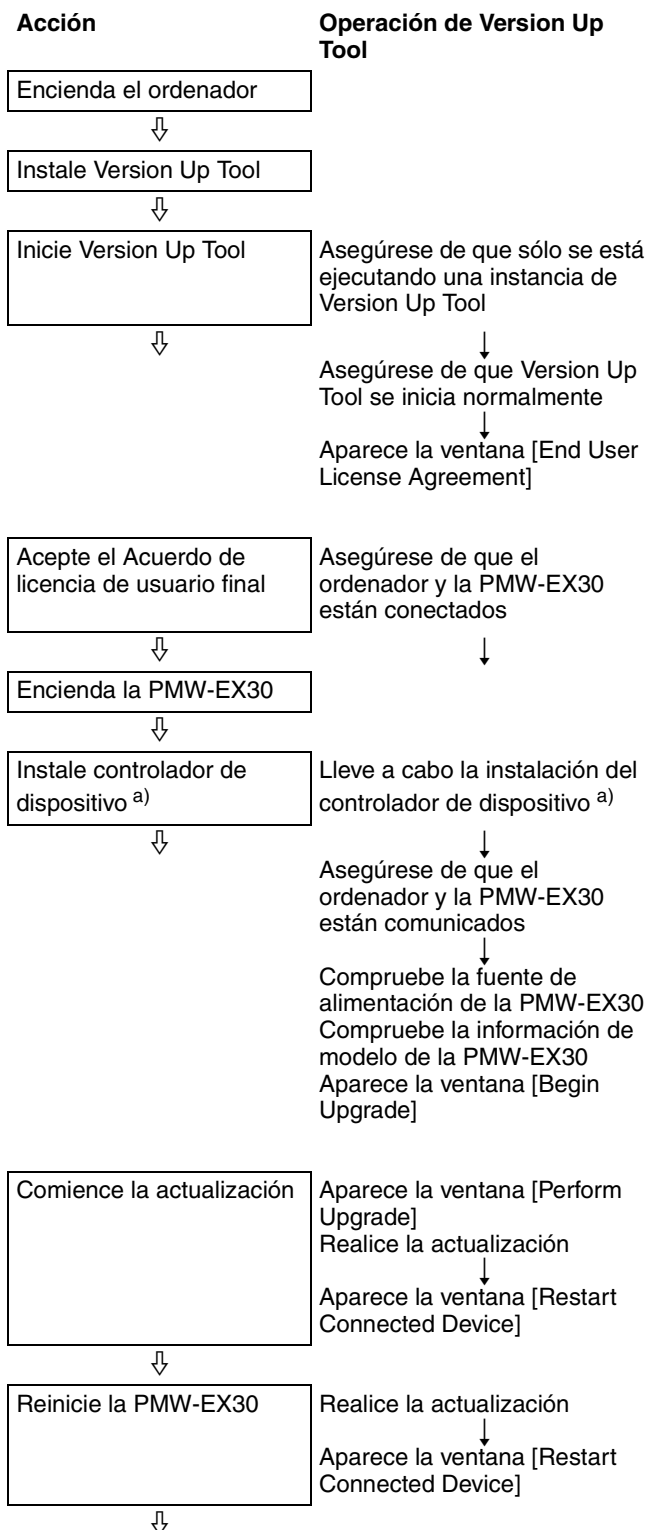 Acción
Operación de Version Up
Tool
Encienda el ordenador
Instale Version Up Tool
Inicie Version Up Tool
Asegúrese de que sólo se está
ejecutando una instancia de
Version Up Tool
Asegúrese de que Version Up
Tool se inicia normalmente
Aparece la ventana [End User
License Agreement]
Acepte el Acuerdo de
licencia de usuario final
Asegúrese de que el
ordenador y la PMW-EX30
están conectados
Encienda la PMW-EX30
Instale controlador de
dispositivo a)
Lleve a cabo la instalación del
controlador de dispositivo a)
Asegúrese de que el
ordenador y la PMW-EX30
están comunicados
Compruebe la fuente de
alimentación de la PMW-EX30
Compruebe la información de
modelo de la PMW-EX30
Aparece la ventana [Begin
Upgrade]
Comience la actualización
Aparece la ventana [Perform
Upgrade]
Realice la actualización
Aparece la ventana [Restart
Connected Device]
Reinicie la PMW-EX30
Realice la actualización
Aparece la ventana [Restart
Connected Device]